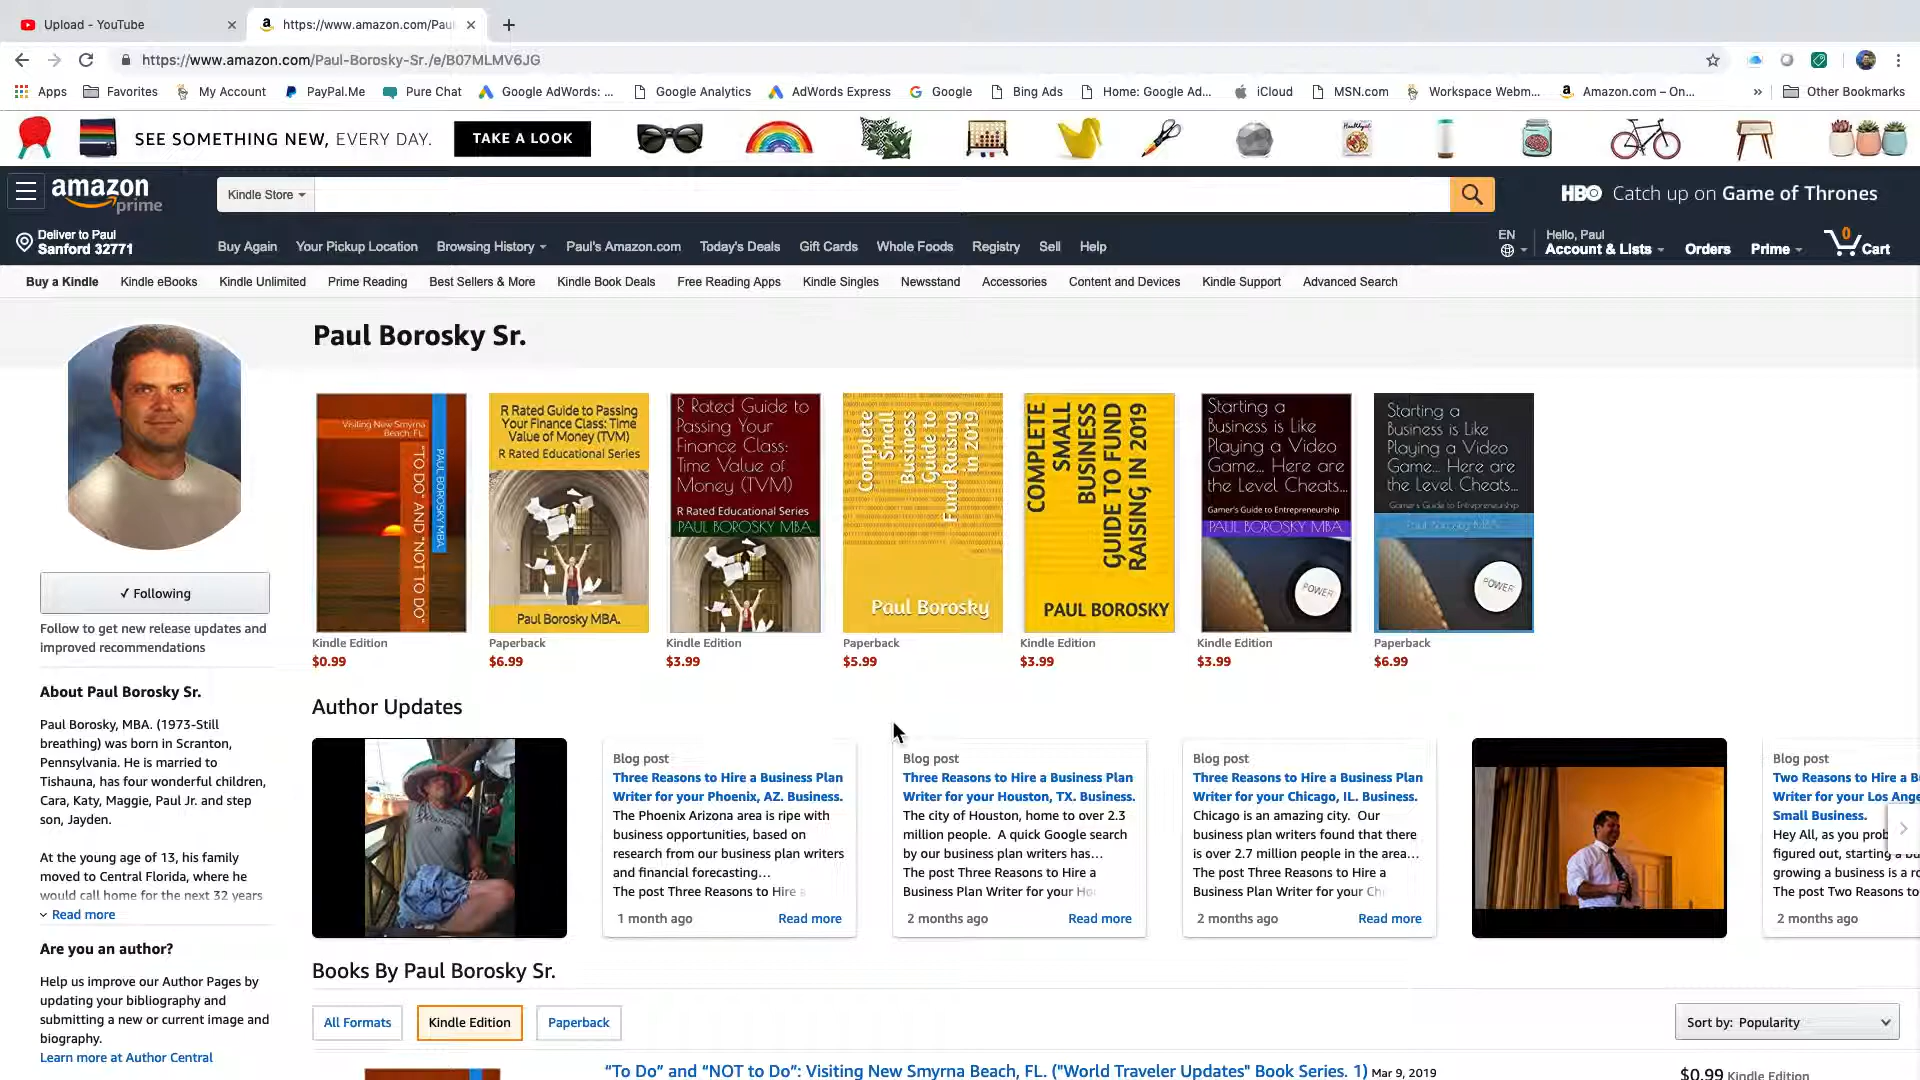 Upload - YouTube
https://www.amazon.com/Pau
https://www.amazon.com/Paul-Borosky-Sr./e/B07MLMV6JG
Apps Favorites My Account PayPal.Me Pure Chat Google AdWords: ... Google Analytics AdWords Express Google Bing Ads Home: Google Ad... iCloud MSN.com Workspace Webm... Amazon.com – On... » Other Bookmarks
SEE SOMETHING NEW, EVERY DAY. TAKE A LOOK
amazon prime
Kindle Store
HBO Catch up on Game of Thrones
Deliver to Paul
Sanford 32771
Buy Again Your Pickup Location Browsing History Paul's Amazon.com Today's Deals Gift Cards Whole Foods Registry Sell Help
EN
Hello, Paul
Account & Lists Orders Prime 0 Cart
Buy a Kindle Kindle eBooks Kindle Unlimited Prime Reading Best Sellers & More Kindle Book Deals Free Reading Apps Kindle Singles Newsstand Accessories Content and Devices Kindle Support Advanced Search
Paul Borosky Sr.
✓ Following
Follow to get new release updates and
improved recommendations
About Paul Borosky Sr.
Paul Borosky, MBA. (1973-Still
breathing) was born in Scranton,
Pennsylvania. He is married to
Tishauna, has four wonderful children,
Cara, Katy, Maggie, Paul Jr. and step
son, Jayden.
At the young age of 13, his family
moved to Central Florida, where he
would call home for the next 32 years
Read more
Are you an author?
Help us improve our Author Pages by
updating your bibliography and
submitting a new or current image and
biography.
Learn more at Author Central
Visiting New Smyrna
Beach, FL.
"TO DO" AND "NOT TO DO"
PAUL BOROSKY MBA.
Kindle Edition
$0.99
R Rated Guide to Passing
Your Finance Class: Time
Value of Money (TVM)
R Rated Educational Series
Paul Borosky MBA.
Paperback
$6.99
R Rated Guide to
Passing Your
Finance Class:
Time Value of
Money (TVM)
R Rated Educational Series
PAUL BOROSKY MBA.
Kindle Edition
$3.99
Complete
Small
Business
Guide to
Fund Raising
in 2019
Paul Borosky
Paperback
$5.99
COMPLETE
SMALL
BUSINESS
GUIDE TO FUND
RAISING IN 2019
PAUL BOROSKY
Kindle Edition
$3.99
Starting a
Business is Like
Playing a Video
Game... Here are
the Level Cheats...
Gamer's Guide to Entrepreneurship
PAUL BOROSKY MBA.
POWER
Kindle Edition
$3.99
Starting a
Business is Like
Playing a Video
Game... Here are
the Level Cheats...
Gamer's Guide to Entrepreneurship
Paul Borosky MBA.
POWER
Paperback
$6.99
Author Updates
Blog post
Three Reasons to Hire a Business Plan
Writer for your Phoenix, AZ. Business.
The Phoenix Arizona area is ripe with
business opportunities, based on
research from our business plan writers
and financial forecasting...
The post Three Reasons to Hire a
1 month ago Read more
Blog post
Three Reasons to Hire a Business Plan
Writer for your Houston, TX. Business.
The city of Houston, home to over 2.3
million people. A quick Google search
by our business plan writers has...
The post Three Reasons to Hire a
Business Plan Writer for your Ho
2 months ago Read more
Blog post
Three Reasons to Hire a Business Plan
Writer for your Chicago, IL. Business.
Chicago is an amazing city. Our
business plan writers found that there
is over 2.7 million people in the area...
The post Three Reasons to Hire a
Business Plan Writer for your Ch
2 months ago Read more
Blog post
Two Reasons to Hire a B
Writer for your Los Ange
Small Business.
Hey All, as you prob
figured out, starting a bu
growing a business is a ro
The post Two Reasons to
2 months ago
Books By Paul Borosky Sr.
All Formats Kindle Edition Paperback
Sort by: Popularity
“To Do” and “NOT to Do”: Visiting New Smyrna Beach, FL. ("World Traveler Updates" Book Series. 1) Mar 9, 2019
$0.99 Kindle Edition